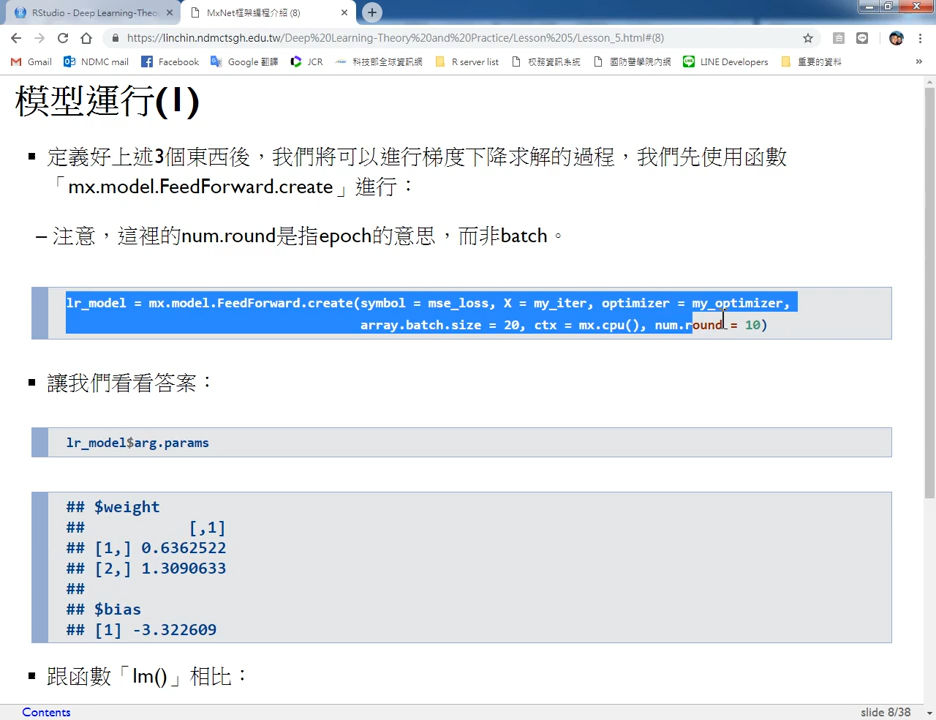 RStudio - Deep Learning-Theo
MxNet框架編程介紹 (8)
https://linchin.ndmctsgh.edu.tw/Deep%20Learning-Theory%20and%20Practice/Lesson%205/Lesson_5.html#(8)
Gmail NDMC mail Facebook Google 翻譯 JCR 科技部全球資訊網 R server list 校務資訊系統 國防醫學院內網 LINE Developers 重要的資料 »
模型運行(1)
▪ 定義好上述3個東西後，我們將可以進行梯度下降求解的過程，我們先使用函數
「mx.model.FeedForward.create」進行：
– 注意，這裡的num.round是指epoch的意思，而非batch。
lr_model = mx.model.FeedForward.create(symbol = mse_loss, X = my_iter, optimizer = my_optimizer,
array.batch.size = 20, ctx = mx.cpu(), num.round = 10)
▪ 讓我們看看答案：
lr_model$arg.params
## $weight
## [,1]
## [1,] 0.6362522
## [2,] 1.3090633
##
## $bias
## [1] -3.322609
▪ 跟函數「lm()」相比：
Contents
slide 8/38